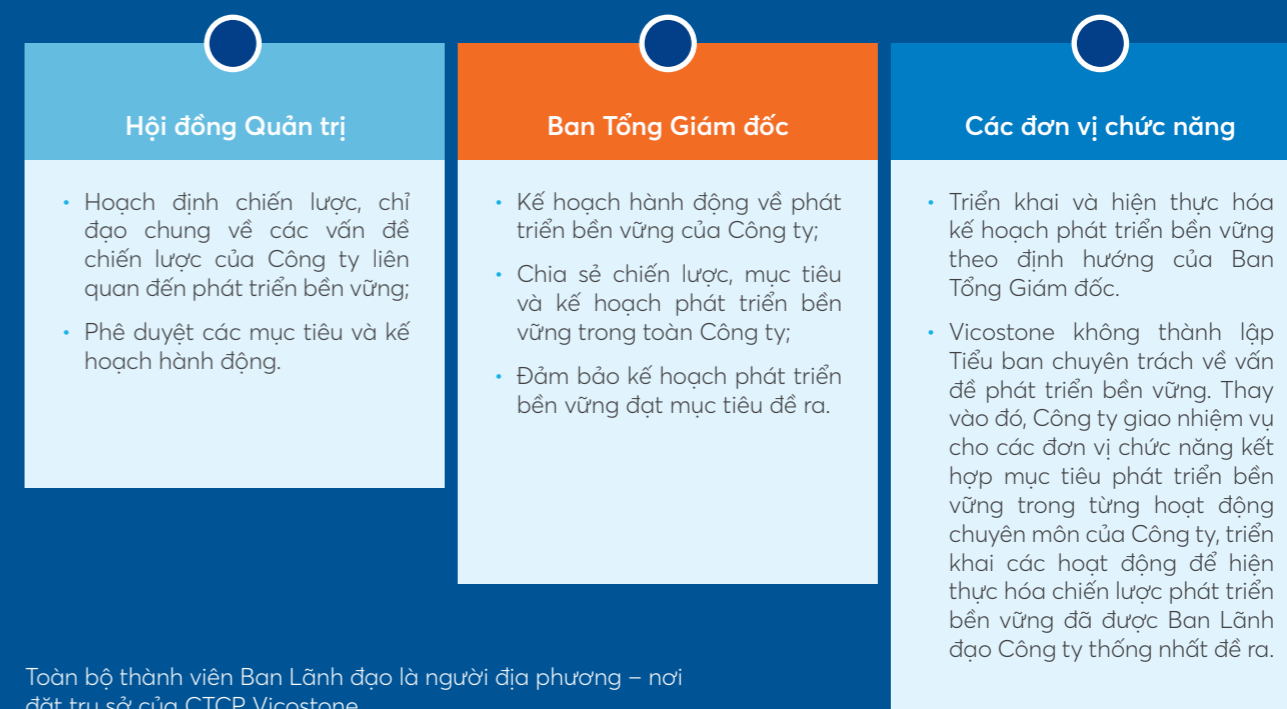 Hội đồng Quản trị
• Hoạch định chiến lược, chỉ
đạo chung về các vấn đề
chiến lược của Công ty liên
quan đến phát triển bền vững;
• Phê duyệt các mục tiêu và kế
hoạch hành động.
Ban Tổng Giám đốc
• Kế hoạch hành động về phát
triển bền vững của Công ty;
• Chia sẻ chiến lược, mục tiêu
và kế hoạch phát triển bền
vững trong toàn Công ty;
• Đảm bảo kế hoạch phát triển
bền vững đạt mục tiêu đề ra.
Các đơn vị chức năng
• Triển khai và hiện thực hóa
kế hoạch phát triển bền vững
theo định hướng của Ban
Tổng Giám đốc.
• Vicostone không thành lập
Tiểu ban chuyên trách về vấn
đề phát triển bền vững. Thay
vào đó, Công ty giao nhiệm vụ
cho các đơn vị chức năng kết
hợp mục tiêu phát triển bền
vững trong từng hoạt động
chuyên môn của Công ty, triển
khai các hoạt động để hiện
thực hóa chiến lược phát triển
bền vững đã được Ban Lãnh
đạo Công ty thống nhất đề ra.
Toàn bộ thành viên Ban Lãnh đạo là người địa phương – nơi
đặt trụ sở của CTCP Vicostone